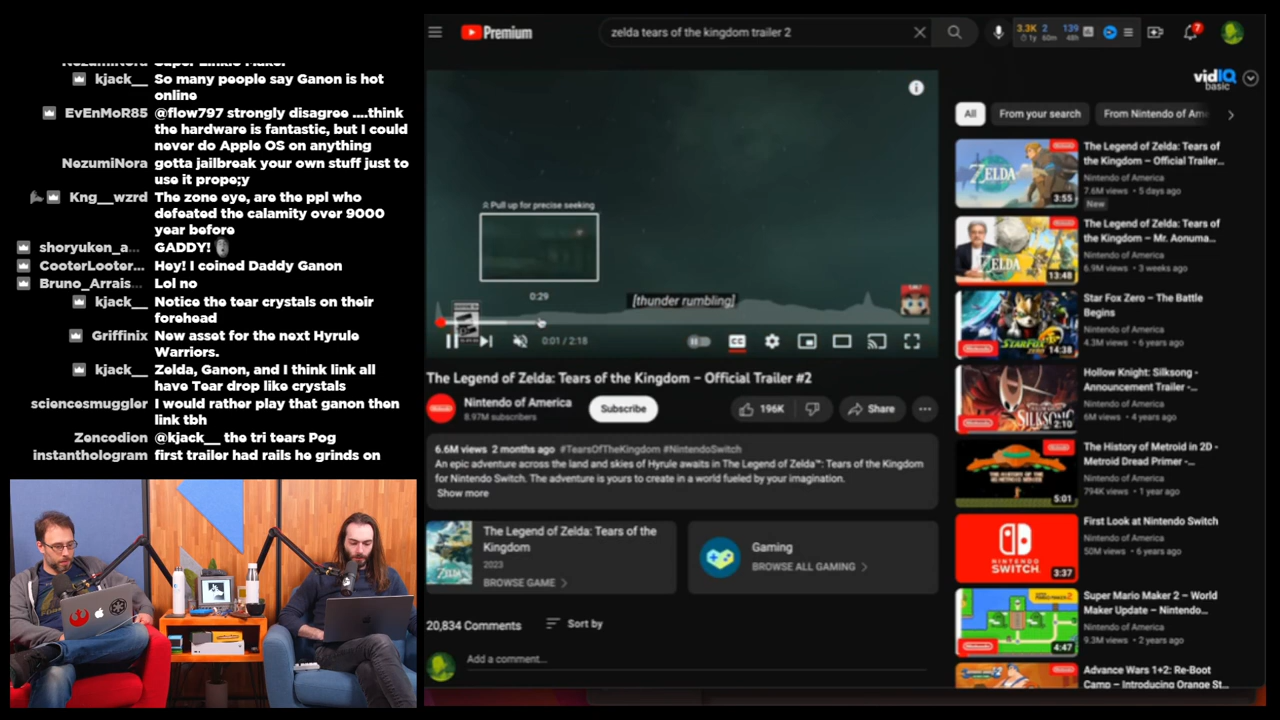 kjack__ So many people say Ganon is hot
online
EvEnMoR85 @flow797 strongly disagree ....think
the hardware is fantastic, but I could
never do Apple OS on anything
NezumiNora gotta jailbreak your own stuff just to
use it prope;y
Kng__wzrd The zone eye, are the ppl who
defeated the calamity over 9000
year before
shoryuken_a... GADDY!
CooterLooter... Hey! I coined Daddy Ganon
Bruno_Arrais... Lol no
kjack__ Notice the tear crystals on their
forehead
Griffinix New asset for the next Hyrule
Warriors.
kjack__ Zelda, Ganon, and I think link all
have Tear drop like crystals
sciencesmuggler I would rather play that ganon then
link tbh
Zencodion @kjack__ the tri tears Pog
instanthologram first trailer had rails he grinds on
Premium
zelda tears of the kingdom trailer 2
3.3K 2 139
1y 60m 48h
7
Pull up for precise seeking
0:29
[thunder rumbling]
0:01 / 2:18
CC
The Legend of Zelda: Tears of the Kingdom – Official Trailer #2
Nintendo of America
8.97M subscribers
Subscribe
196K
Share
6.6M views 2 months ago #TearsOfTheKingdom #NintendoSwitch
An epic adventure across the land and skies of Hyrule awaits in The Legend of Zelda™: Tears of the Kingdom
for Nintendo Switch. The adventure is yours to create in a world fueled by your imagination.
Show more
The Legend of Zelda: Tears of the
Kingdom
2023
BROWSE GAME
Gaming
BROWSE ALL GAMING
20,834 Comments
Sort by
Add a comment...
vidIQ
basic
All
From your search
From Nintendo of Ame
ZELDA
3:55
The Legend of Zelda: Tears of
the Kingdom – Official Trailer...
Nintendo of America
7.6M views • 5 days ago
New
ZELDA
13:48
The Legend of Zelda: Tears of
the Kingdom – Mr. Aonuma...
Nintendo of America
6.9M views • 3 weeks ago
STARFOX
ZERO
14:38
Star Fox Zero – The Battle
Begins
Nintendo of America
4.3M views • 6 years ago
SILKSONG
2:10
Hollow Knight: Silksong -
Announcement Trailer -...
Nintendo of America
6M views • 4 years ago
5:01
The History of Metroid in 2D -
Metroid Dread Primer -...
Nintendo of America
794K views • 1 year ago
SWITCH
3:37
First Look at Nintendo Switch
Nintendo of America
50M views • 6 years ago
4:47
Super Mario Maker 2 – World
Maker Update – Nintendo...
Nintendo of America
9.3M views • 2 years ago
Advance Wars 1+2: Re-Boot
Camp – Introducing Orange St...